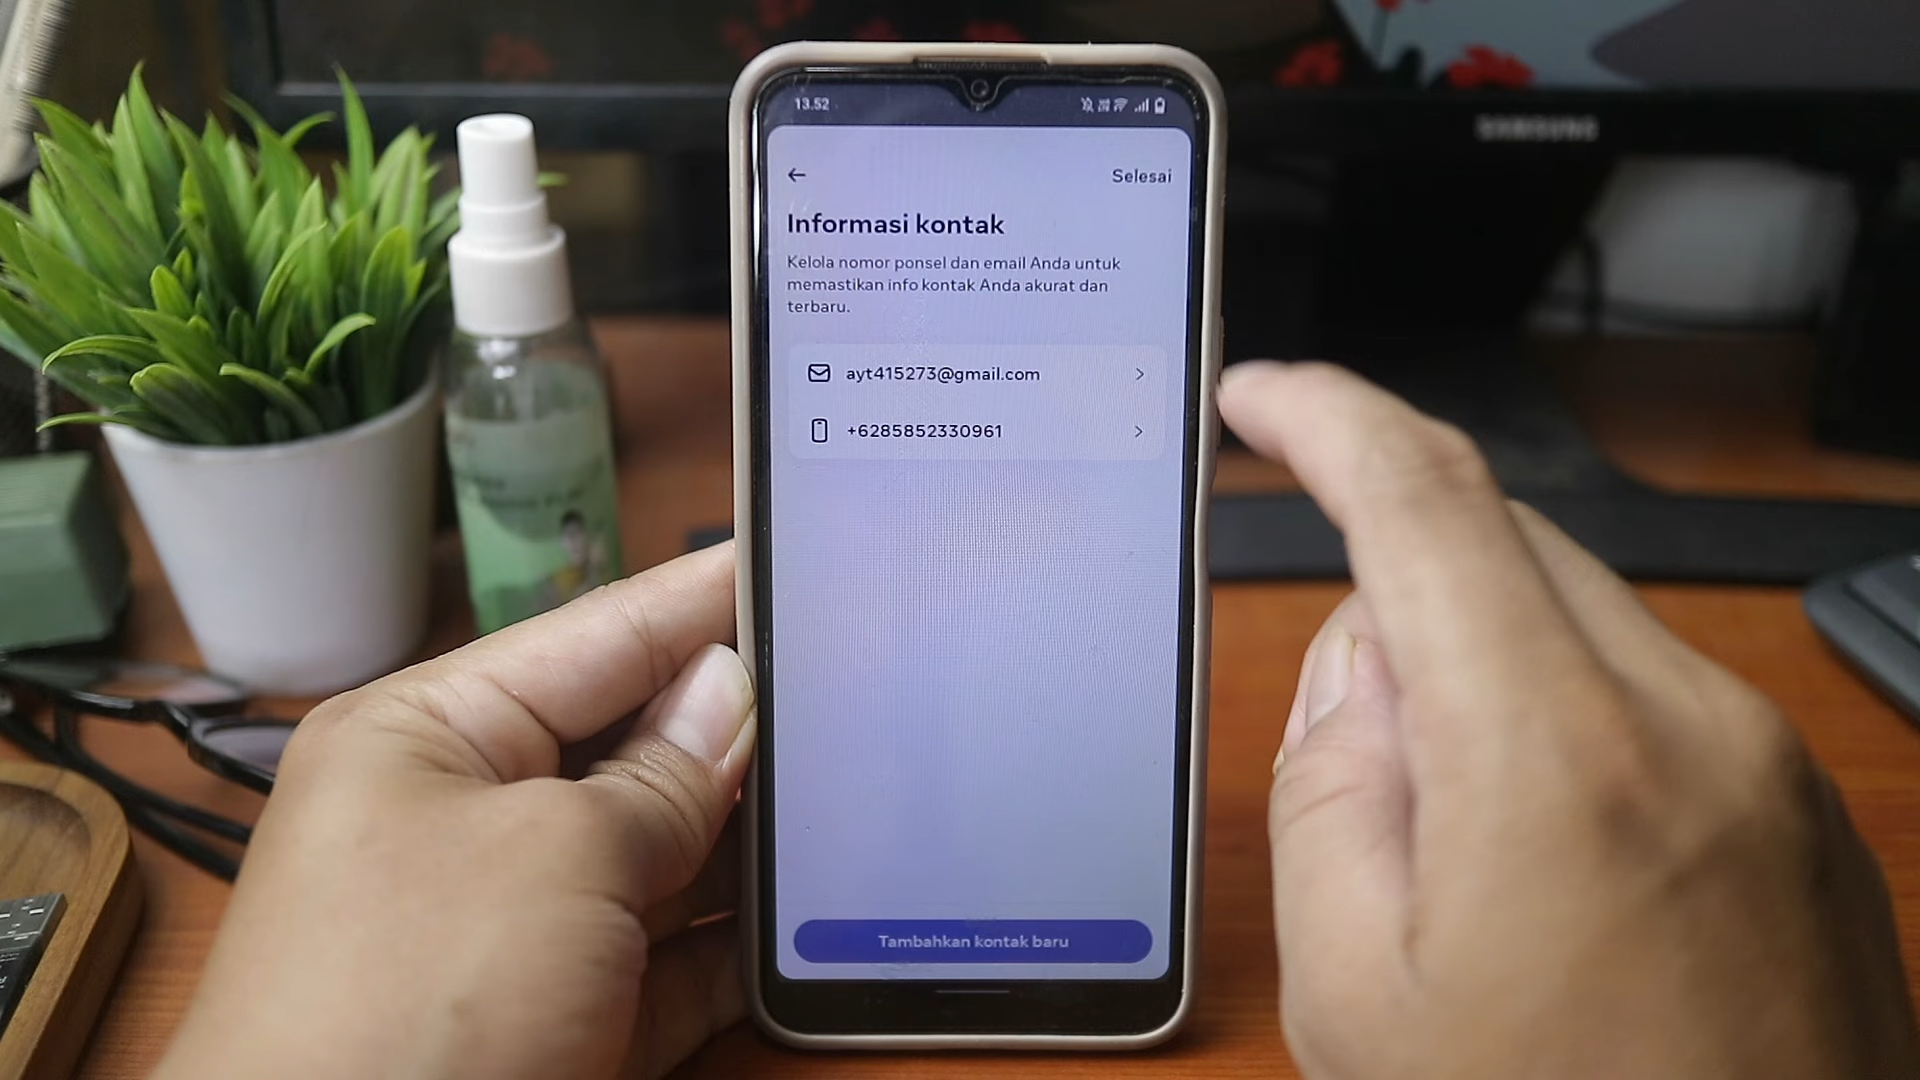 13.52
SAMSUNG
Selesai
Informasi kontak
Kelola nomor ponsel dan email Anda untuk
memastikan info kontak Anda akurat dan
terbaru.
ayt415273@gmail.com
+6285852330961
Tambahkan kontak baru